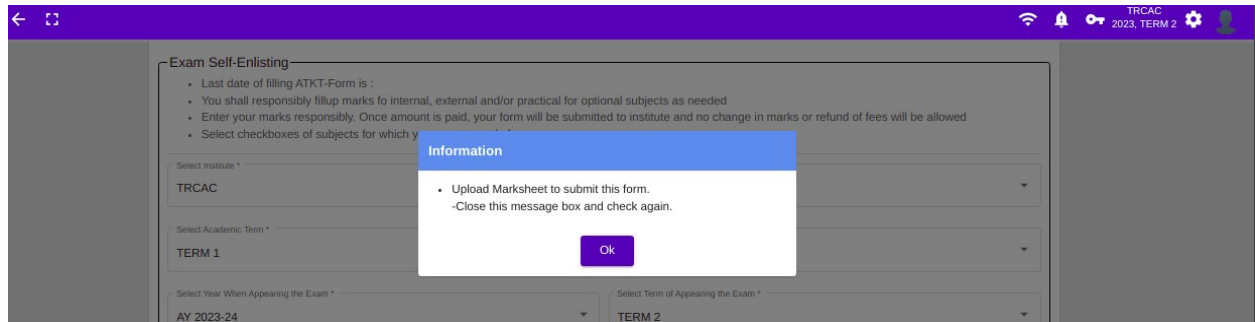 TRCAC
2023, TERM 2
Exam Self-Enlisting
Last date of filling ATKT-Form is :
You shall responsibly fillup marks fo internal, external and/or practical for optional subjects as needed
Enter your marks responsibly. Once amount is paid, your form will be submitted to institute and no change in marks or refund of fees will be allowed
Select checkboxes of subjects for which
Information
Upload Marksheet to submit this form.
-Close this message box and check again.
Ok
Select Institute *
TRCAC
Select Academic Term *
TERM 1
Select Year When Appearing the Exam *
AY 2023-24
Select Term of Appearing the Exam *
TERM 2